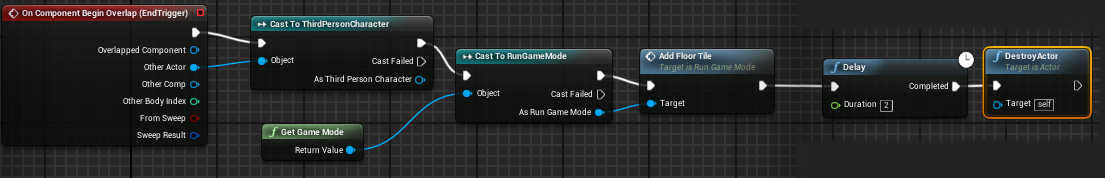 On Component Begin Overlap (EndTrigger)
Overlapped Component
Other Actor
Other Comp
Other Body Index
From Sweep
Sweep Result
Cast To ThirdPersonCharacter
Object
Cast Failed
As Third Person Character
Get Game Mode
Return Value
Cast To RunGameMode
Object
Cast Failed
As Run Game Mode
Add Floor Tile
Target is Run Game Mode
Target
Delay
Completed
Duration 2
DestroyActor
Target is Actor
Target self